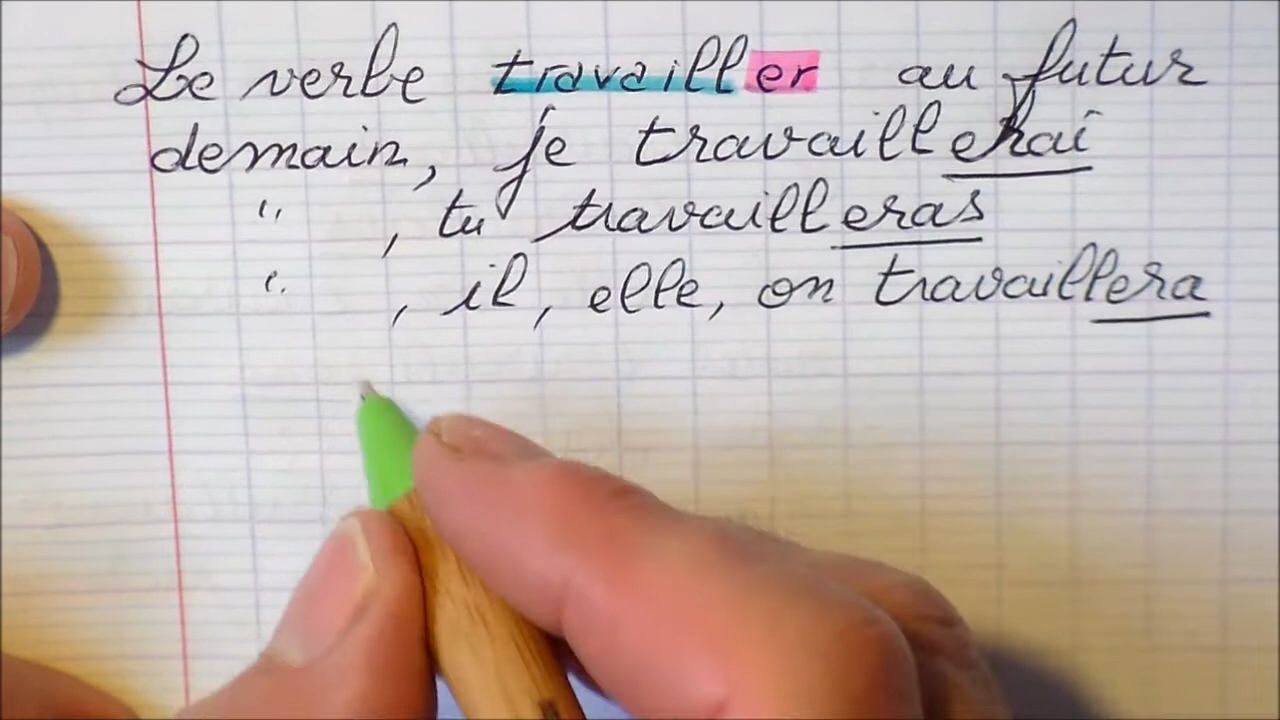 Le verbe travailler au futur
demain, je travaillerai
" , tu travailleras
" , il, elle, on travaillera